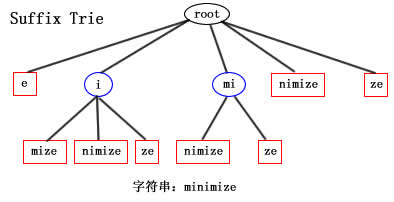 Suffix Trie
root
e
i
mi
nimize
ze
mize
nimize
ze
nimize
ze
字符串：minimize